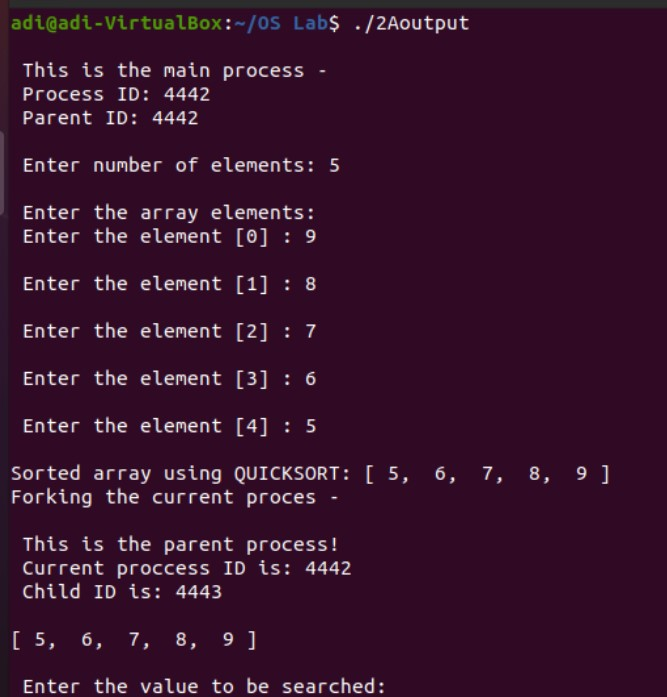 adi@adi-VirtualBox:~/OS Lab$ ./2Aoutput
This is the main process -
Process ID: 4442
Parent ID: 4442
Enter number of elements: 5
Enter the array elements:
Enter the element [0] : 9
Enter the element [1] : 8
Enter the element [2] : 7
Enter the element [3] : 6
Enter the element [4] : 5
Sorted array using QUICKSORT: [ 5,  6,  7,  8,  9 ]
Forking the current proces -
This is the parent process!
Current proccess ID is: 4442
Child ID is: 4443
[ 5,  6,  7,  8,  9 ]
Enter the value to be searched: